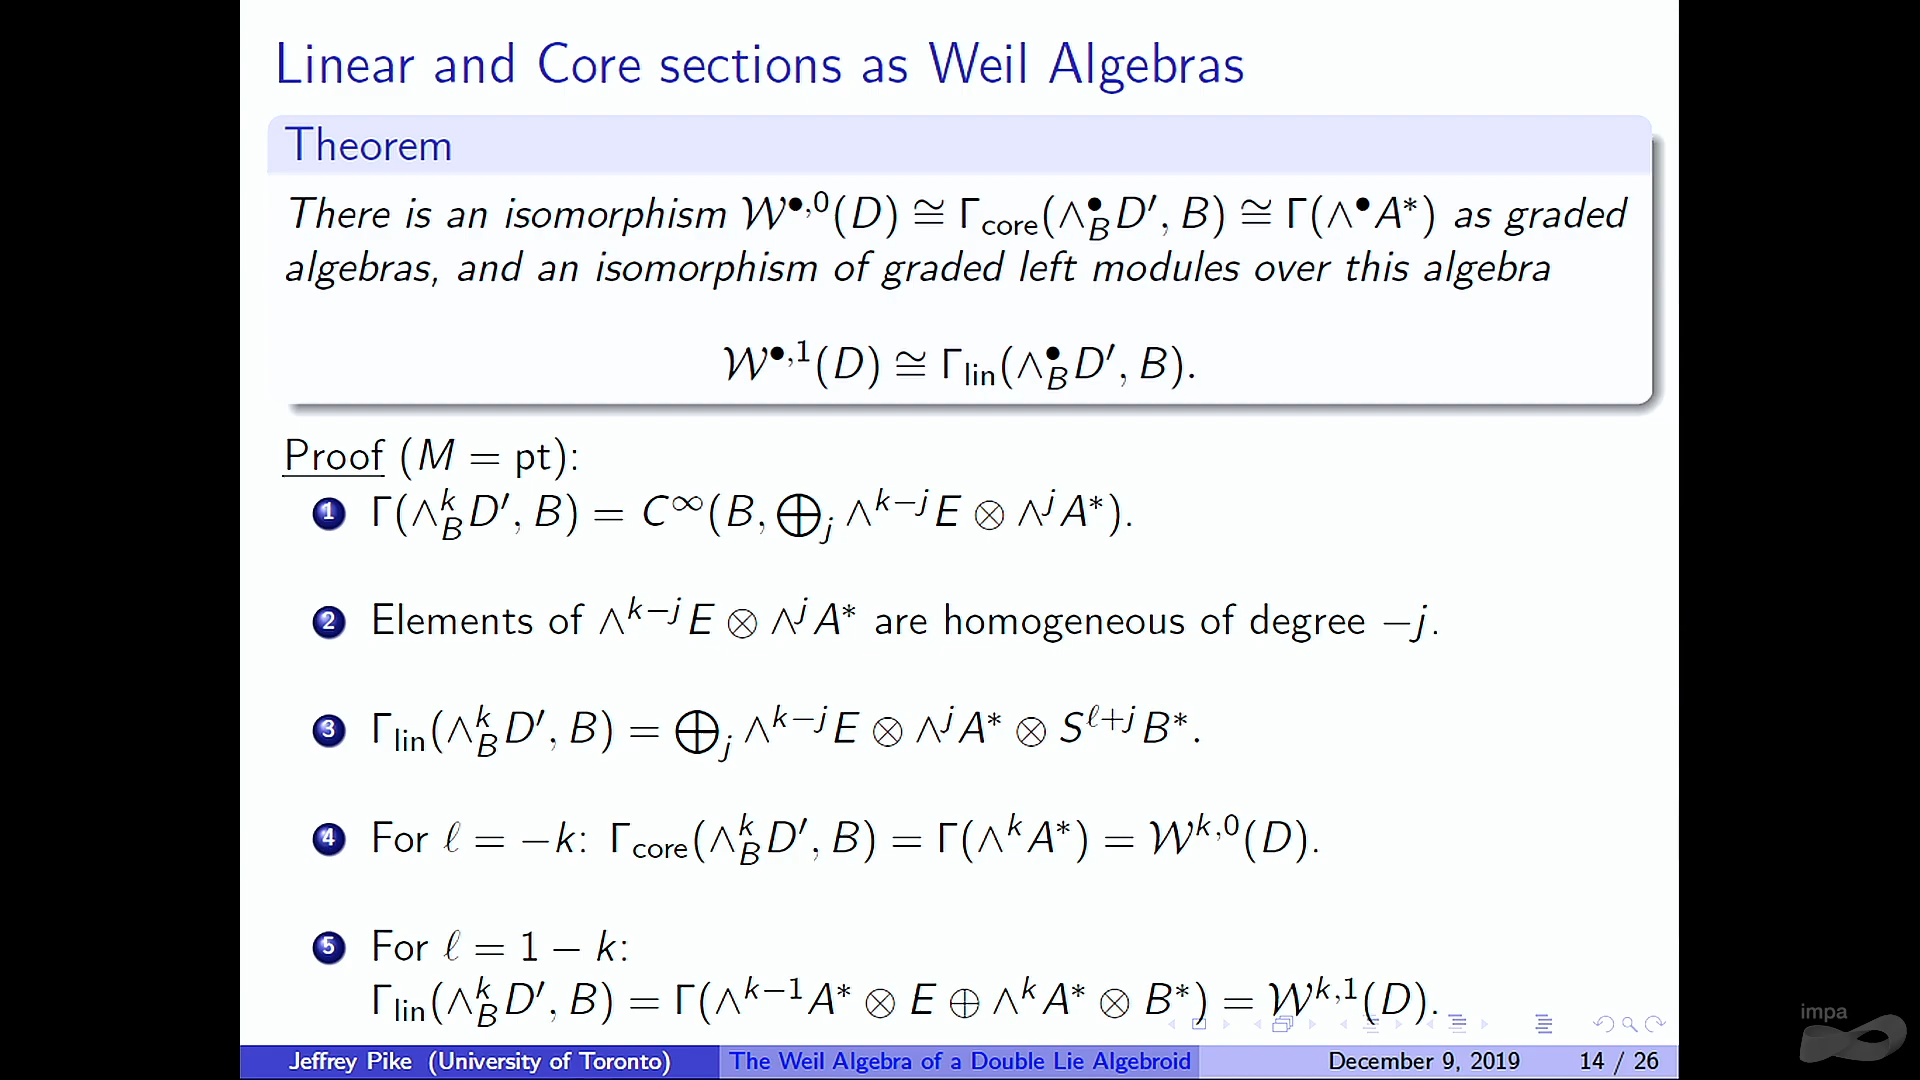 Linear and Core sections as Weil Algebras
Theorem
There is an isomorphism 𝒲^{•,0}(D) ≅ Γ_core(∧^•_B D′, B) ≅ Γ(∧^• A*) as graded
algebras, and an isomorphism of graded left modules over this algebra
𝒲^{•,1}(D) ≅ Γ_lin(∧^•_B D′, B).
Proof (M = pt):
1 Γ(∧^k_B D′, B) = C^∞(B, ⊕_j ∧^{k−j}E ⊗ ∧^j A*).
2 Elements of ∧^{k−j}E ⊗ ∧^j A* are homogeneous of degree −j.
3 Γ_lin(∧^k_B D′, B) = ⊕_j ∧^{k−j}E ⊗ ∧^j A* ⊗ S^{ℓ+j}B*.
4 For ℓ = −k: Γ_core(∧^k_B D′, B) = Γ(∧^k A*) = 𝒲^{k,0}(D).
5 For ℓ = 1 − k:
Γ_lin(∧^k_B D′, B) = Γ(∧^{k−1}A* ⊗ E ⊕ ∧^k A* ⊗ B*) = 𝒲^{k,1}(D).
Jeffrey Pike (University of Toronto) The Weil Algebra of a Double Lie Algebroid December 9, 2019 14 / 26
impa